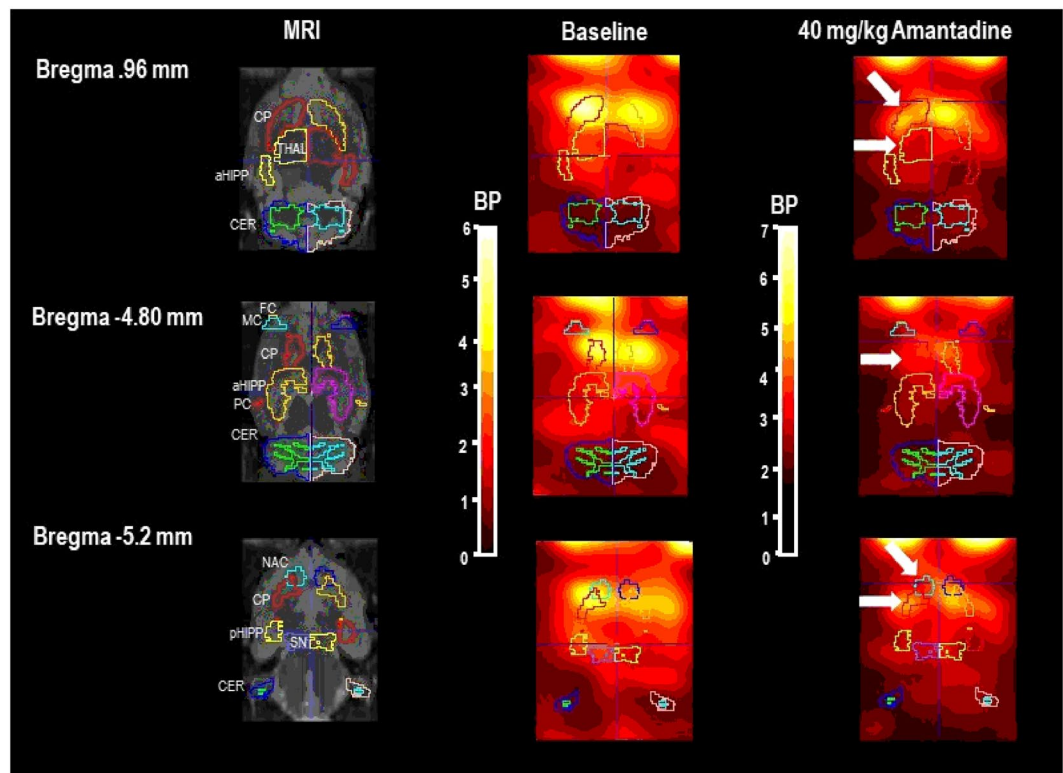 MRI
Baseline
40 mg/kg Amantadine
Bregma .96 mm
CP
THAL
aHIPP
CER
BP
6
5
4
3
2
1
0
BP
7
6
5
4
3
2
1
0
Bregma -4.80 mm
FC
MC
CP
aHIPP
PC
CER
Bregma -5.2 mm
NAC
CP
pHIPP
SN
CER